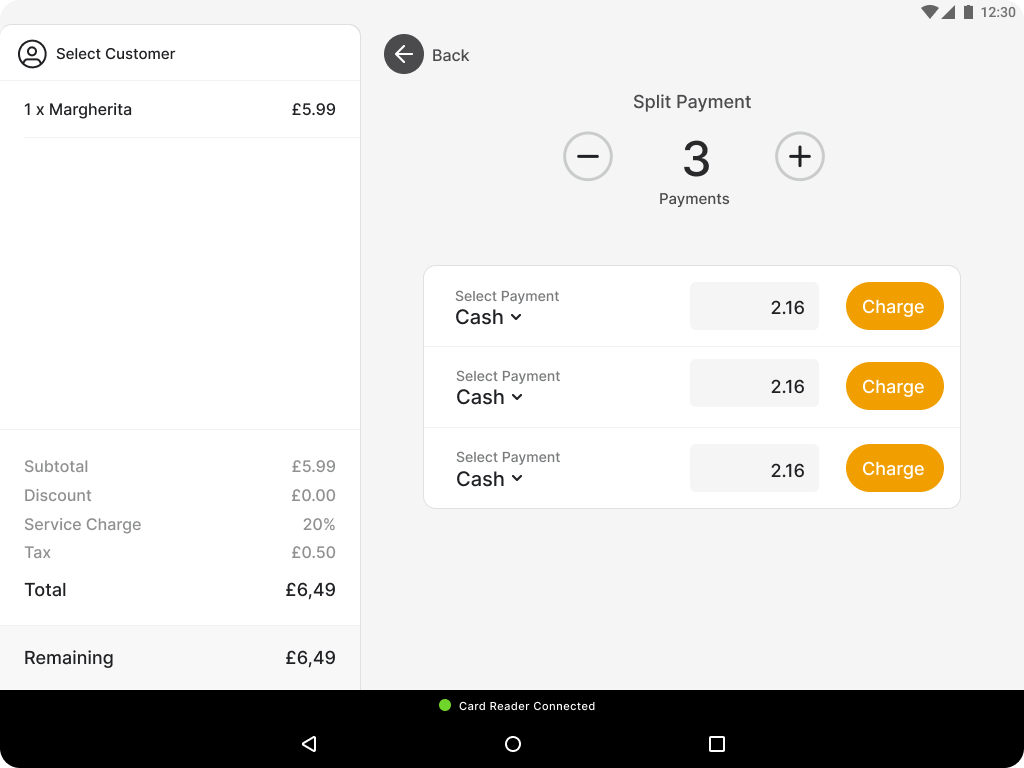 12:30
Select Customer
1 x Margherita £5.99
Subtotal £5.99
Discount £0.00
Service Charge 20%
Tax £0.50
Total £6,49
Remaining £6,49
Back
Split Payment
3
Payments
Select Payment
Cash 2.16 Charge
Select Payment
Cash 2.16 Charge
Select Payment
Cash 2.16 Charge
Card Reader Connected